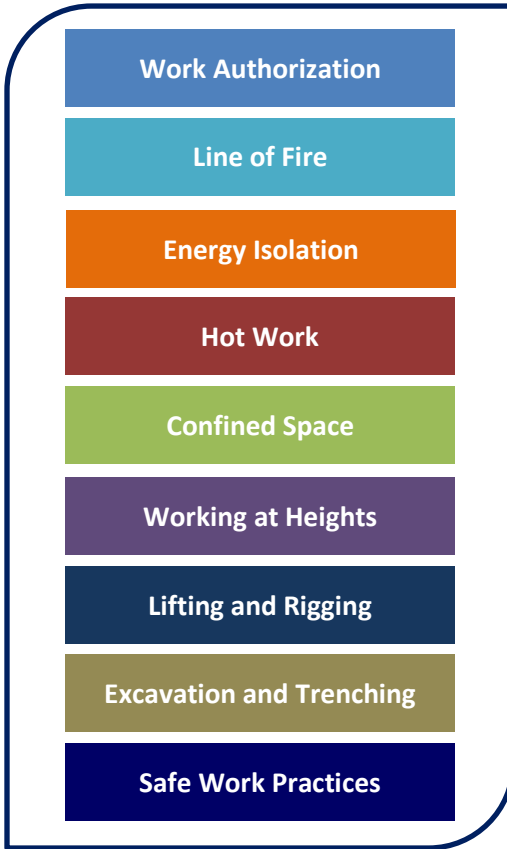 Work Authorization
Line of Fire
Energy Isolation
Hot Work
Confined Space
Working at Heights
Lifting and Rigging
Excavation and Trenching
Safe Work Practices